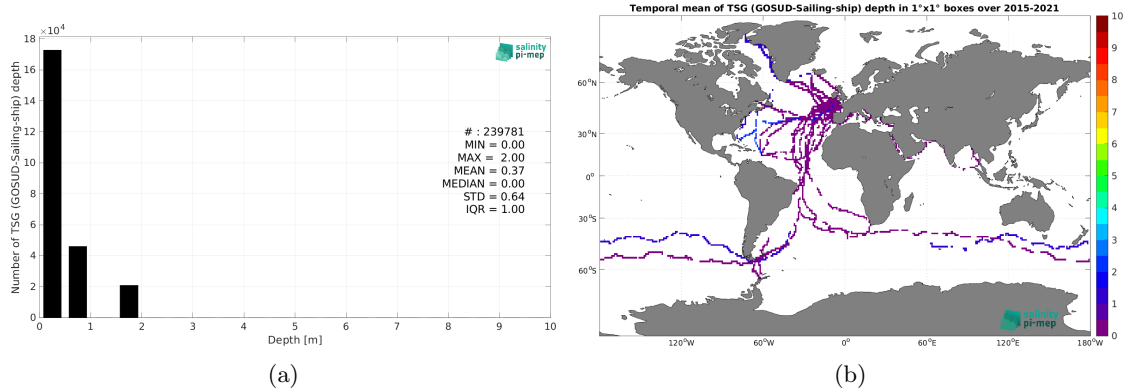 ×10⁴
18
16
14
12
10
8
6
4
2
0
Number of TSG (GOSUD-Sailing-ship) depth
salinity
pi-mep
# : 239781
MIN = 0.00
MAX = 2.00
MEAN = 0.37
MEDIAN = 0.00
STD = 0.64
IQR = 1.00
0 1 2 3 4 5 6 7 8 9 10
Depth [m]
(a)
Temporal mean of TSG (GOSUD-Sailing-ship) depth in 1°x1° boxes over 2015-2021
60°N
30°N
0°
30°S
60°S
120°W 60°W 0° 60°E 120°E 180°W
salinity
pi-mep
10
9
8
7
6
5
4
3
2
1
0
(b)